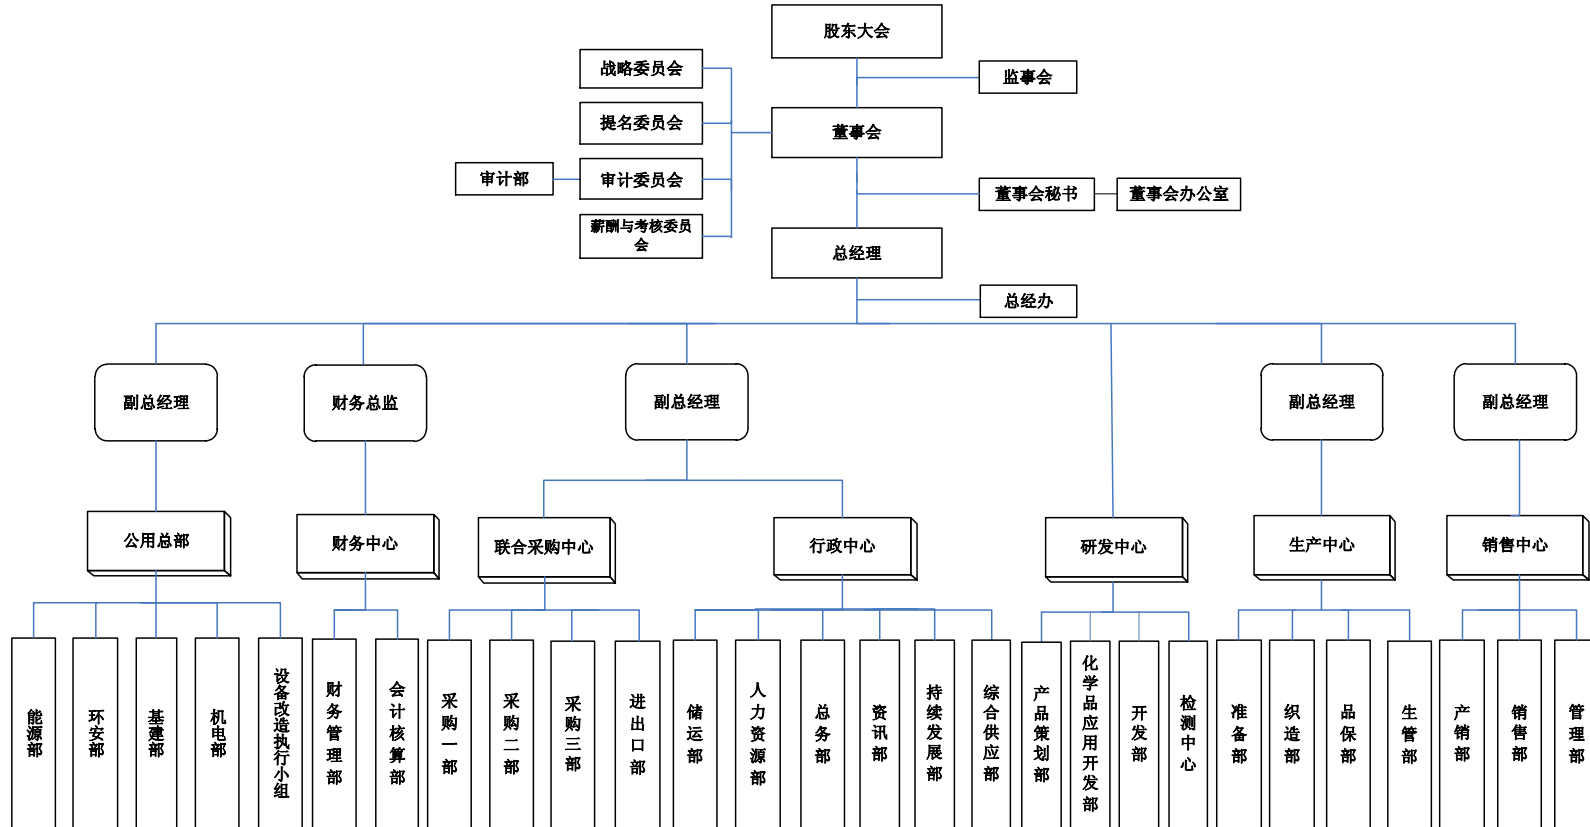 股东大会
战略委员会
监事会
提名委员会
董事会
审计部
审计委员会
董事会秘书
董事会办公室
薪酬与考核委员
会
总经理
总经办
副总经理
财务总监
副总经理
副总经理
副总经理
公用总部
财务中心
联合采购中心
行政中心
研发中心
生产中心
销售中心
能源部
环安部
基建部
机电部
设备改造执行小组
财务管理部
会计核算部
采购一部
采购二部
采购三部
进出口部
储运部
人力资源部
总务部
资讯部
持续发展部
综合供应部
产品策划部
化学品应用开发部
开发部
检测中心
准备部
织造部
品保部
生管部
产销部
销售部
管理部